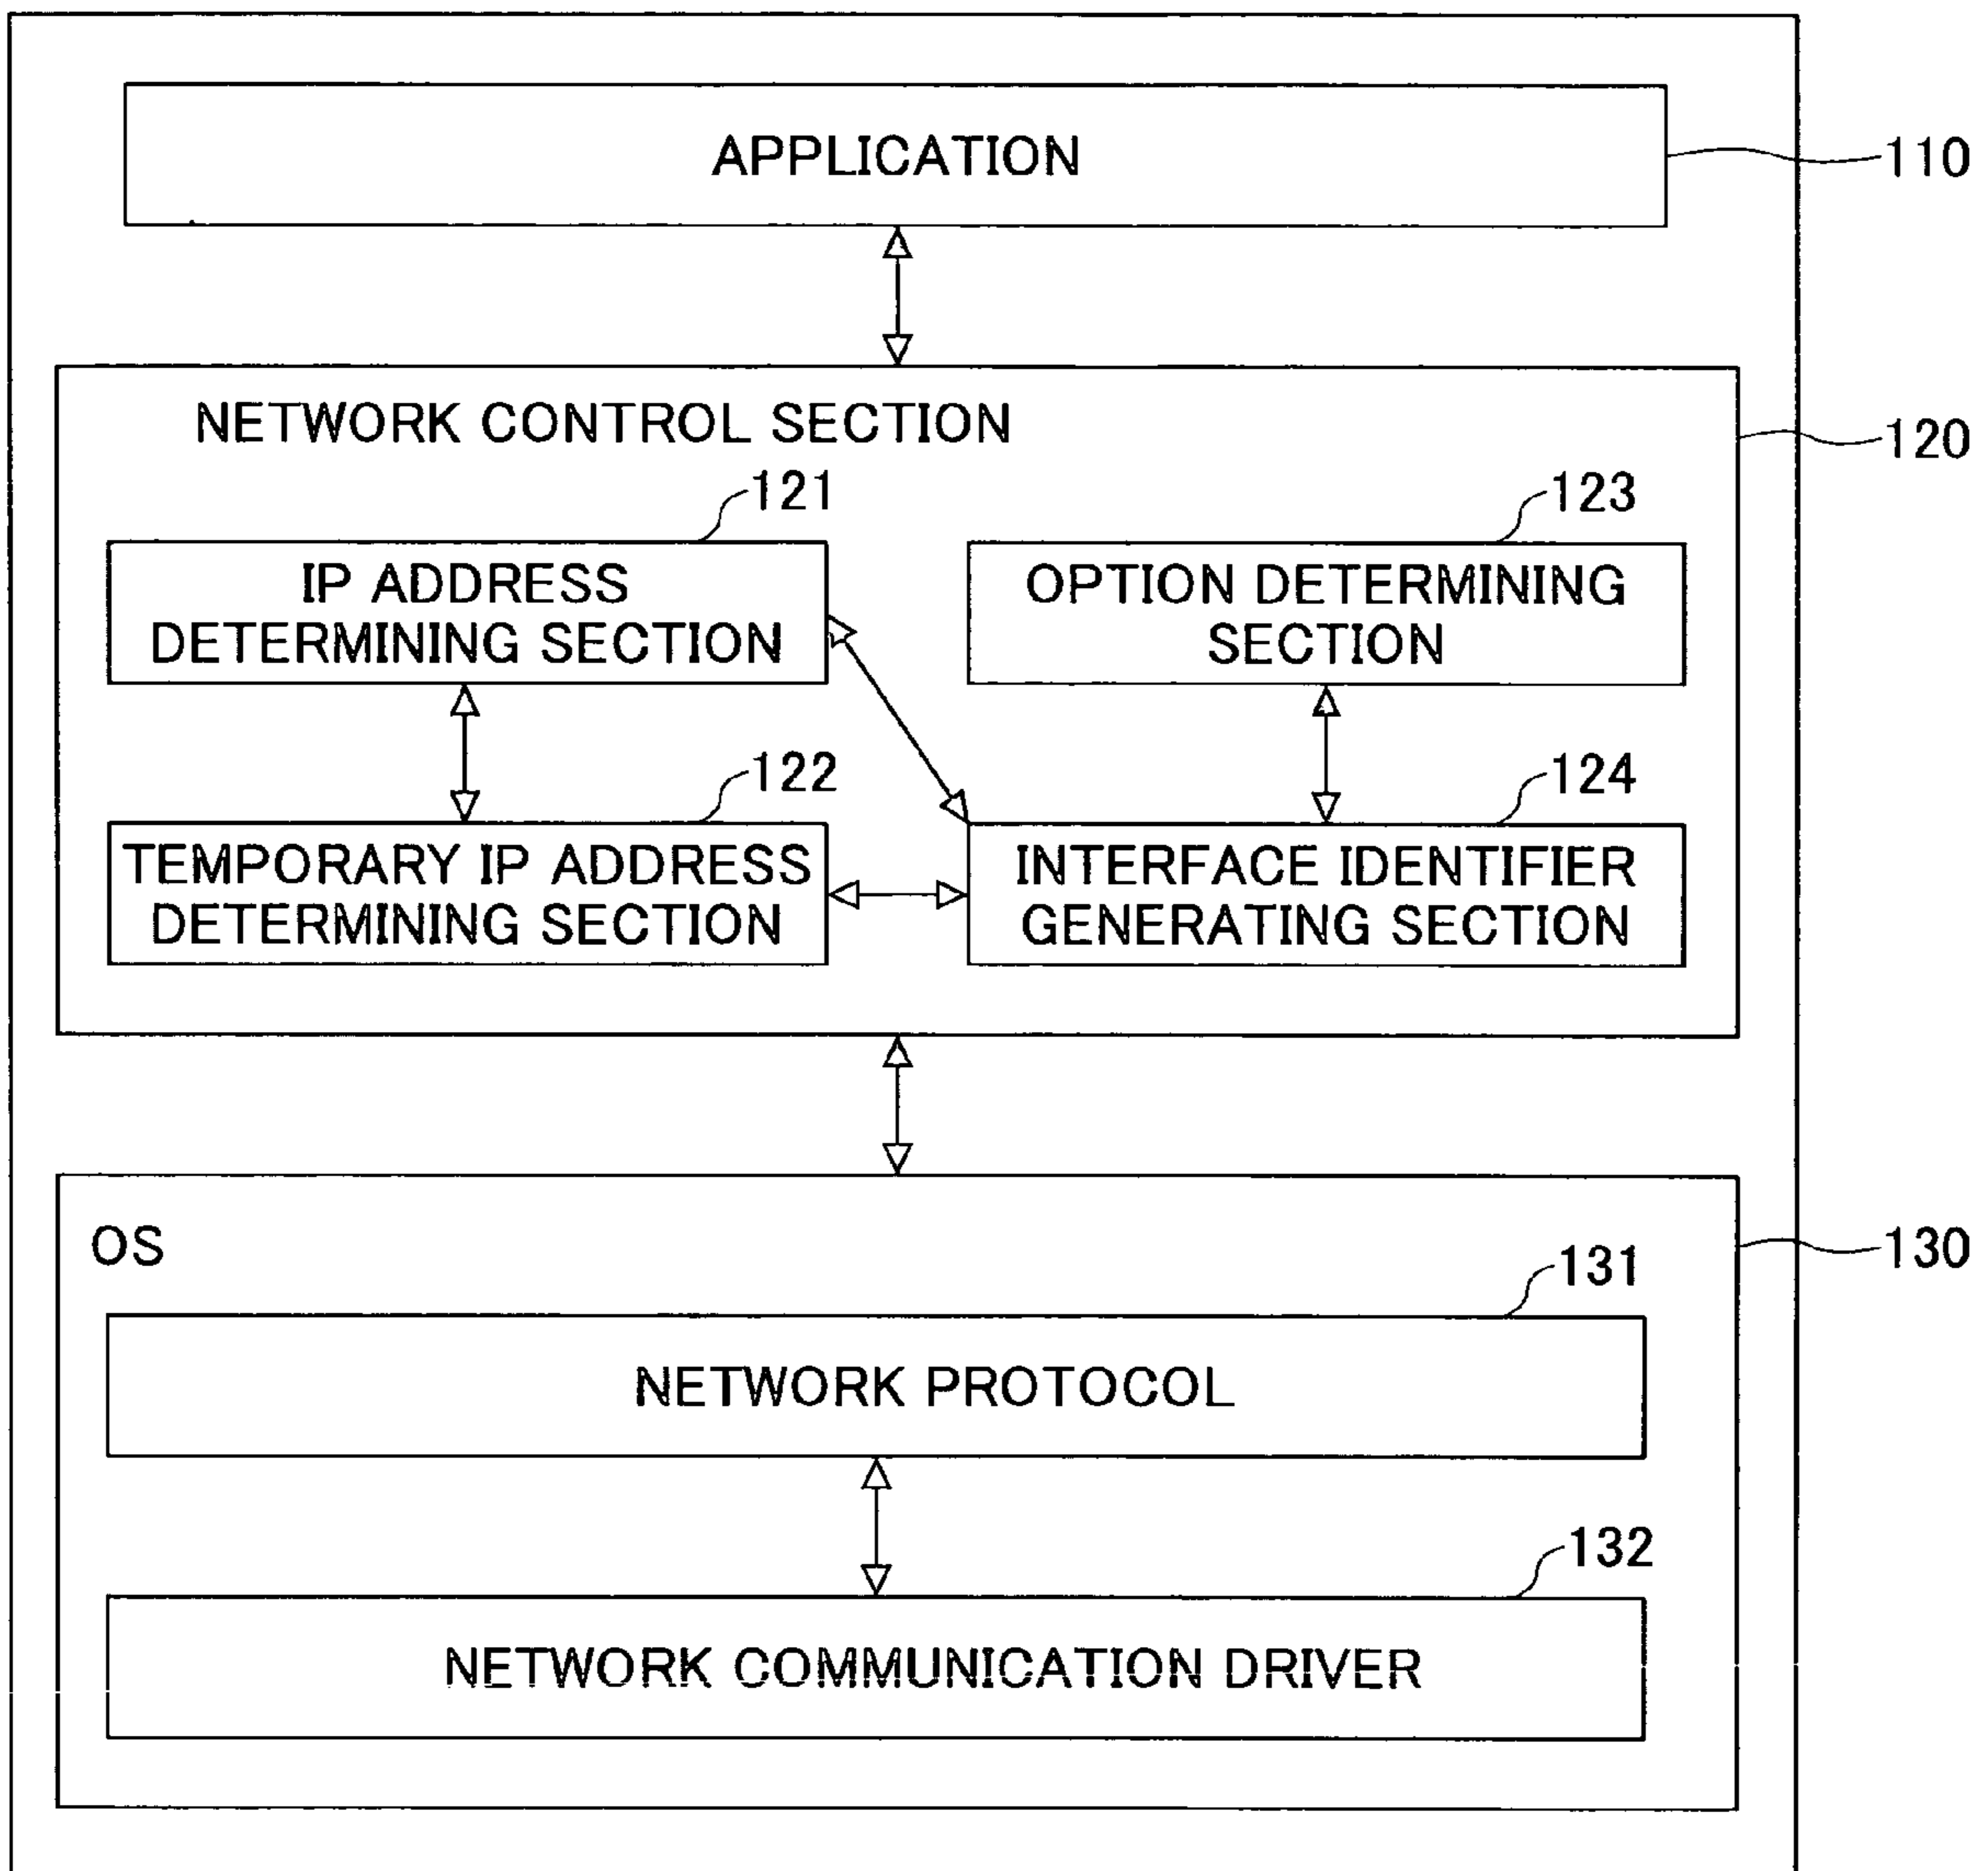 APPLICATION
110
NETWORK CONTROL SECTION
120
121
123
IP ADDRESS
DETERMINING SECTION
OPTION DETERMINING
SECTION
122
124
TEMPORARY IP ADDRESS
DETERMINING SECTION
INTERFACE IDENTIFIER
GENERATING SECTION
OS
130
131
NETWORK PROTOCOL
132
NETWORK COMMUNICATION DRIVER